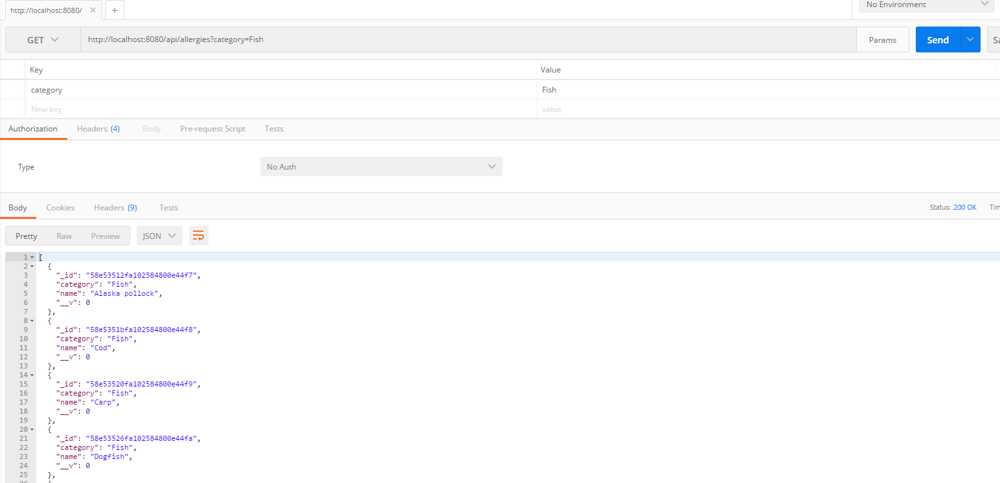 http://localhost:8080/
No Environment
GET http://localhost:8080/api/allergies?category=Fish Params Send Sa
Key Value
category Fish
New key value
Authorization Headers (4) Body Pre-request Script Tests
Type No Auth
Body Cookies Headers (9) Tests Status: 200 OK Tim
Pretty Raw Preview JSON
1 [
2 {
3 "_id": "58e53512fa102584800e44f7",
4 "category": "Fish",
5 "name": "Alaska pollock",
6 "__v": 0
7 },
8 {
9 "_id": "58e5351bfa102584800e44f8",
10 "category": "Fish",
11 "name": "Cod",
12 "__v": 0
13 },
14 {
15 "_id": "58e53520fa102584800e44f9",
16 "category": "Fish",
17 "name": "Carp",
18 "__v": 0
19 },
20 {
21 "_id": "58e53526fa102584800e44fa",
22 "category": "Fish",
23 "name": "Dogfish",
24 "__v": 0
25 },
26 {